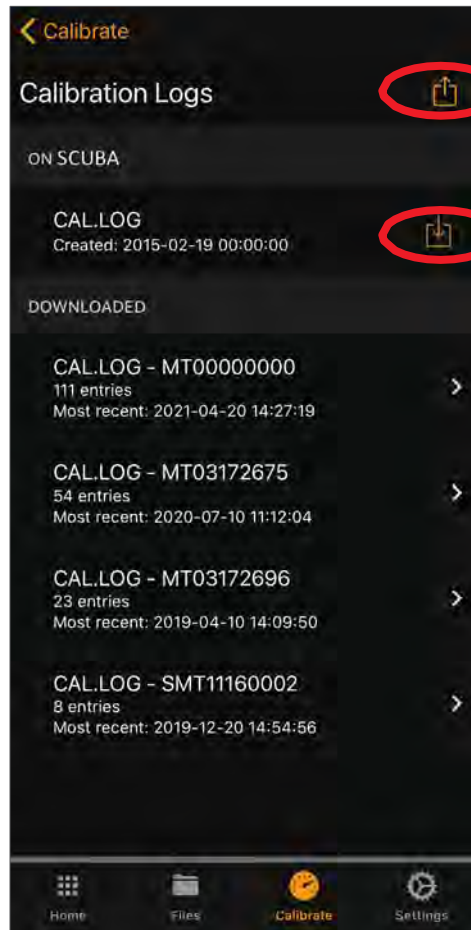 Calibrate
Calibration Logs
ON SCUBA
CAL.LOG
Created: 2015-02-19 00:00:00
DOWNLOADED
CAL.LOG - MT00000000
111 entries
Most recent: 2021-04-20 14:27:19
CAL.LOG - MT03172675
54 entries
Most recent: 2020-07-10 11:12:04
CAL.LOG - MT03172696
23 entries
Most recent: 2019-04-10 14:09:50
CAL.LOG - SMT11160002
8 entries
Most recent: 2019-12-20 14:54:56
Home Files Calibrate Settings